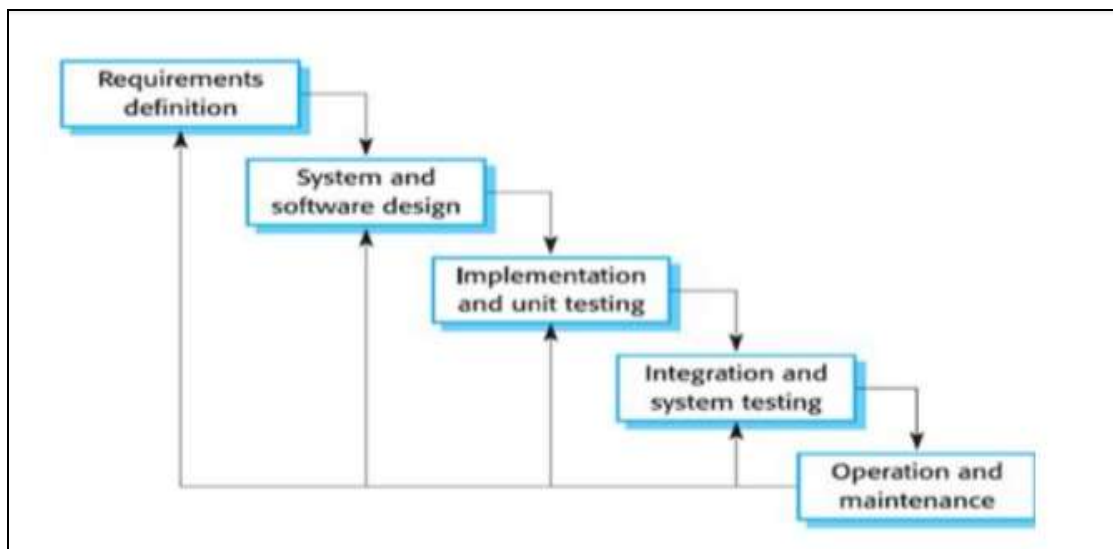 Requirements
definition
System and
software design
Implementation
and unit testing
Integration and
system testing
Operation and
maintenance